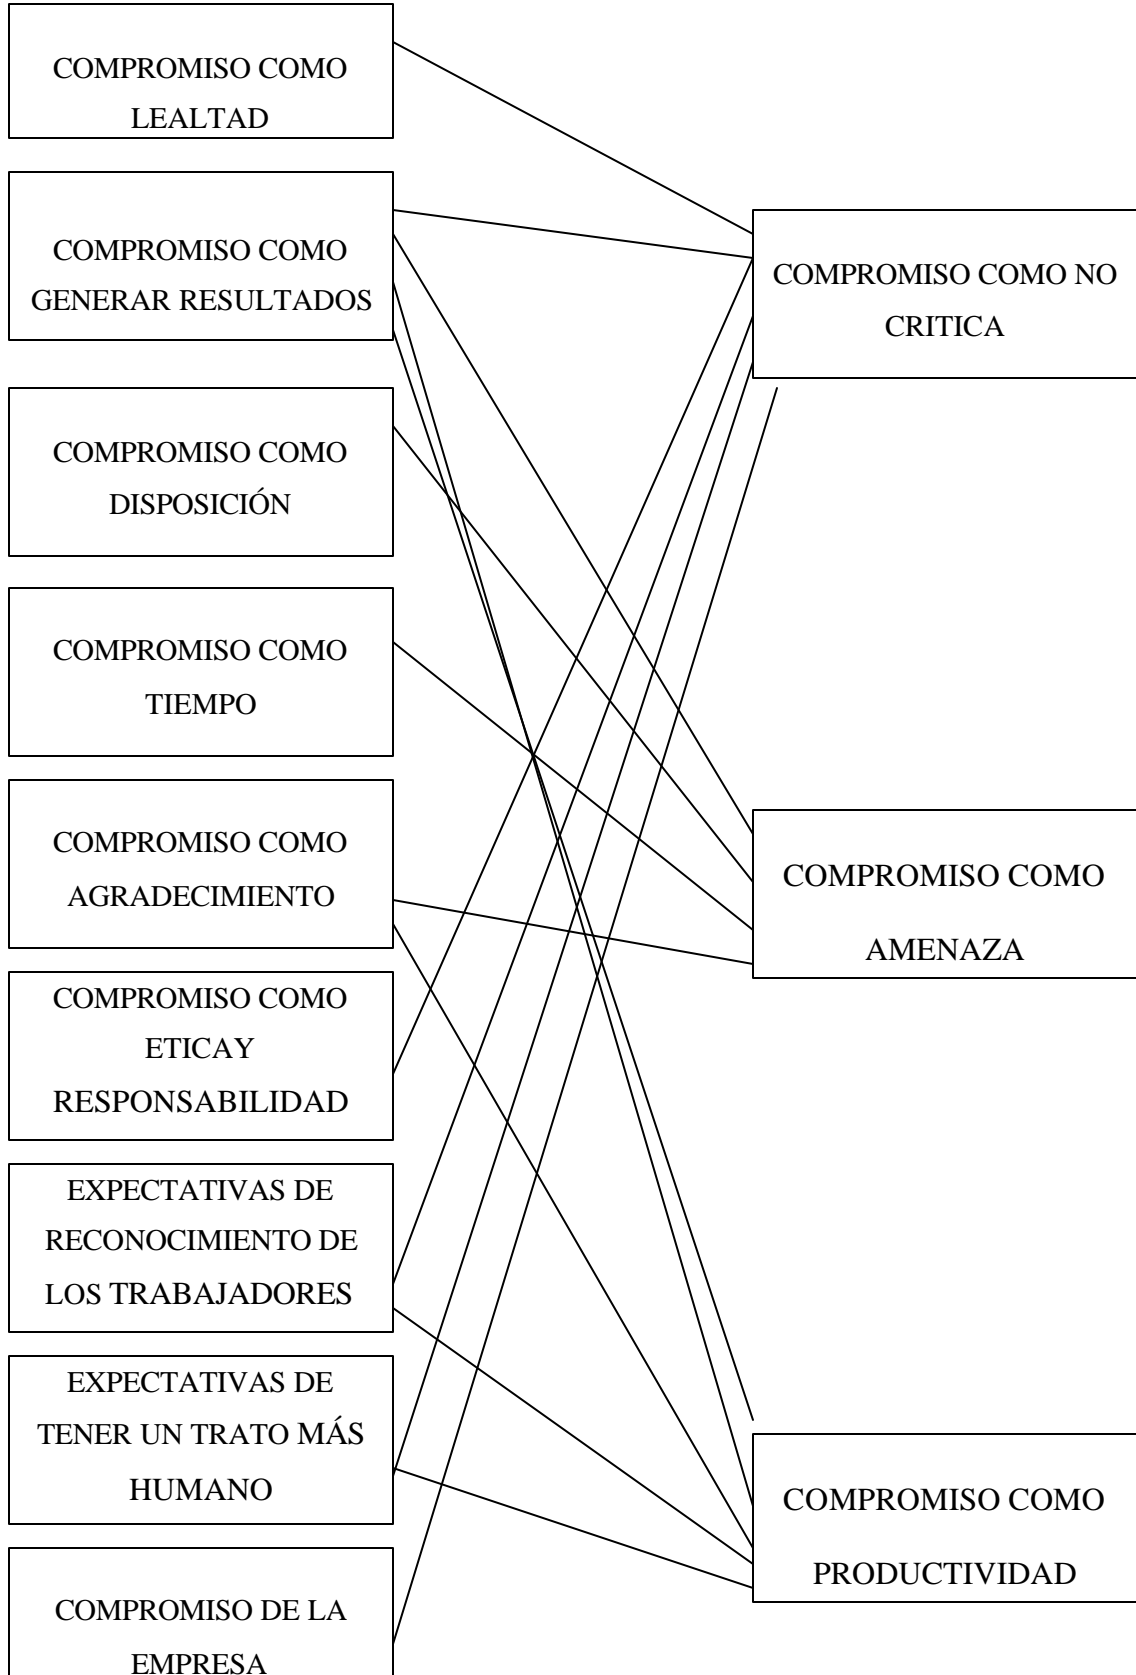 COMPROMISO COMO
LEALTAD
COMPROMISO COMO
GENERAR RESULTADOS
COMPROMISO COMO
DISPOSICIÓN
COMPROMISO COMO
TIEMPO
COMPROMISO COMO
AGRADECIMIENTO
COMPROMISO COMO
ETICAY
RESPONSABILIDAD
EXPECTATIVAS DE
RECONOCIMIENTO DE
LOS TRABAJADORES
EXPECTATIVAS DE
TENER UN TRATO MÁS
HUMANO
COMPROMISO DE LA
EMPRESA
COMPROMISO COMO NO
CRITICA
COMPROMISO COMO
AMENAZA
COMPROMISO COMO
PRODUCTIVIDAD